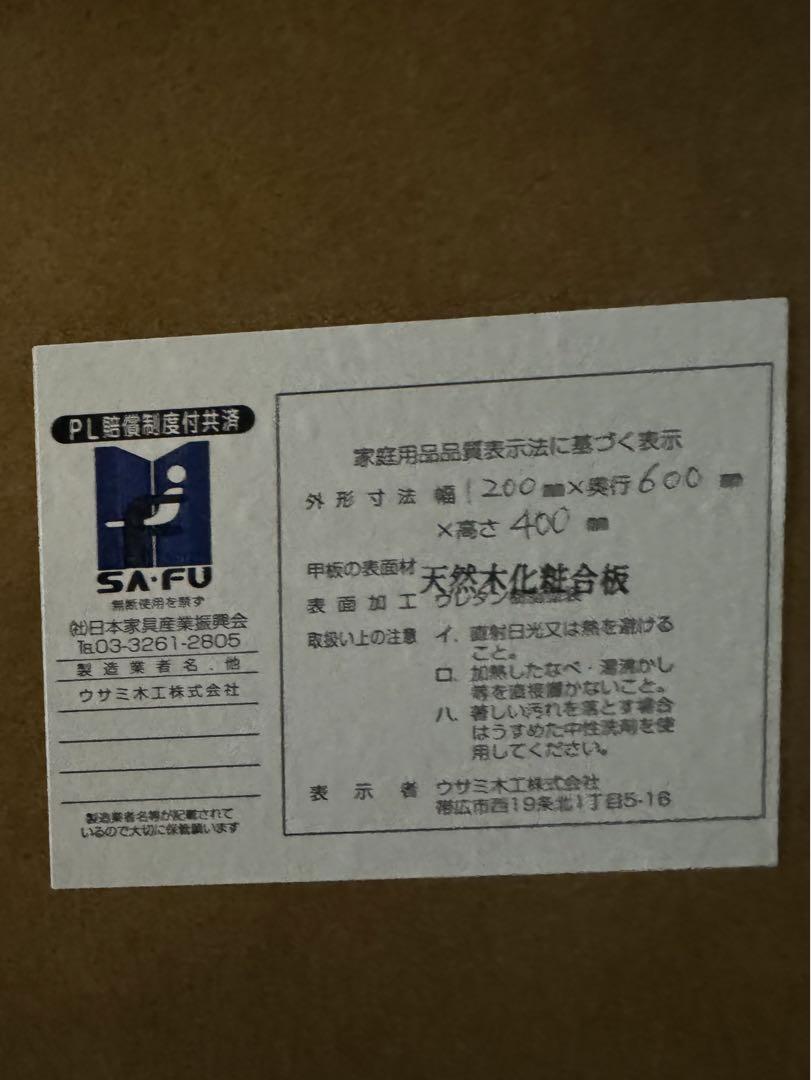 PL賠償制度付共済
SA・FU
無断使用を禁ず
㈳日本家具産業振興会
℡03-3261-2805
製造業者名.他
ウサミ木工株式会社
製造業者名等が記載されて
いるので大切に保管願います
家庭用品品質表示法に基づく表示
外形寸法 幅1200㎜×奥行600㎜
×高さ400㎜
甲板の表面材 天然木化粧合板
表面加工 ウレタン樹脂塗装
取扱い上の注意 イ. 直射日光又は熱を避ける
こと。
ロ. 加熱したなべ・湯沸かし
等を直接置かないこと。
ハ. 著しい汚れを落とす場合
はうすめた中性洗剤を使
用してください。
表示者 ウサミ木工株式会社
帯広市西19条北1丁目5-16